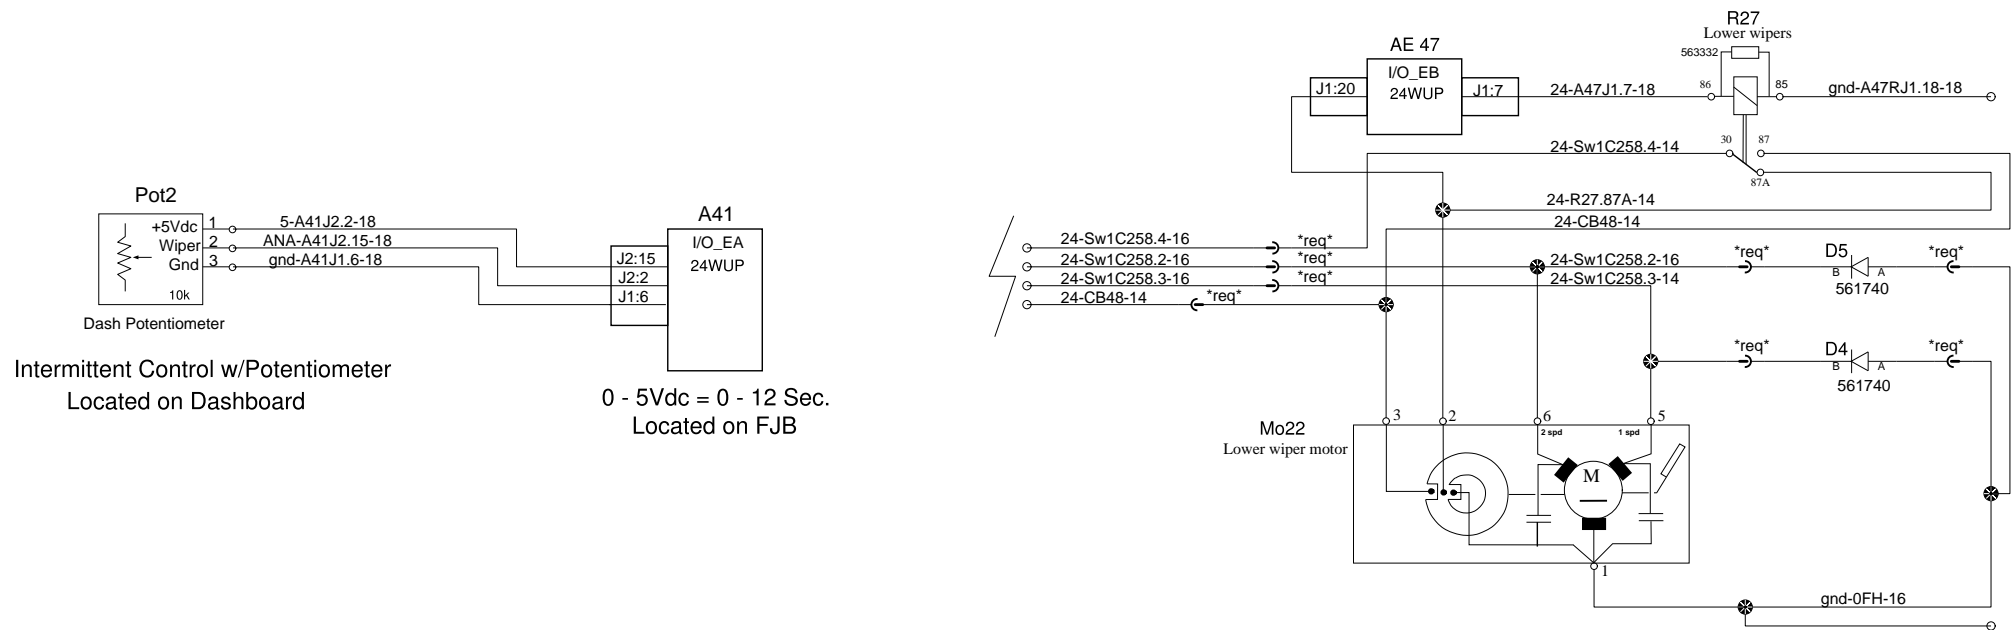 Pot2
+5Vdc 1 5-A41J2.2-18
Wiper 2 ANA-A41J2.15-18
Gnd 3 gnd-A41J1.6-18
10k
Dash Potentiometer
Intermittent Control w/Potentiometer
Located on Dashboard
A41
I/O_EA
24WUP
J2:15
J2:2
J1:6
0 - 5Vdc = 0 - 12 Sec.
Located on FJB
AE 47
I/O_EB
24WUP
J1:20
J1:7
24-A47J1.7-18
R27
Lower wipers
563332
86
85
gnd-A47RJ1.18-18
24-Sw1C258.4-14
30
87
87A
24-R27.87A-14
24-CB48-14
24-Sw1C258.4-16
*req*
24-Sw1C258.2-16
*req*
24-Sw1C258.3-16
*req*
24-CB48-14
*req*
24-Sw1C258.2-16
24-Sw1C258.3-14
*req*
D5
B
A
561740
*req*
*req*
D4
B
A
561740
*req*
Mo22
Lower wiper motor
3
2
6
5
2 spd
1 spd
M
1
gnd-0FH-16